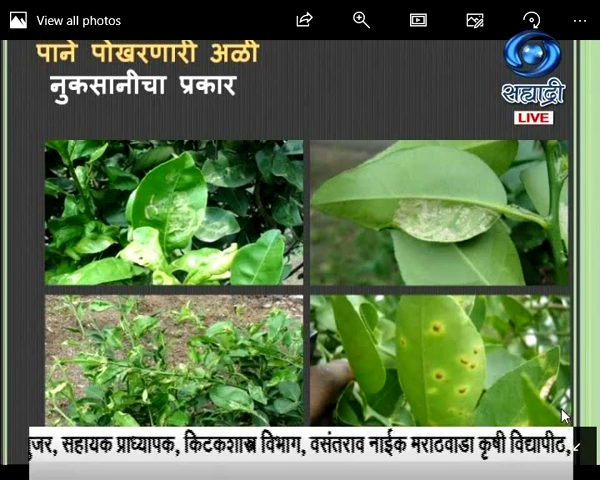 View all photos
पाने पोखरणारी अळी
नुकसानीचा प्रकार
सह्याद्री
LIVE
सहायक प्राध्यापक, किटकशास्त्र विभाग, वसंतराव नाईक मराठवाडा कृषी विद्यापीठ,